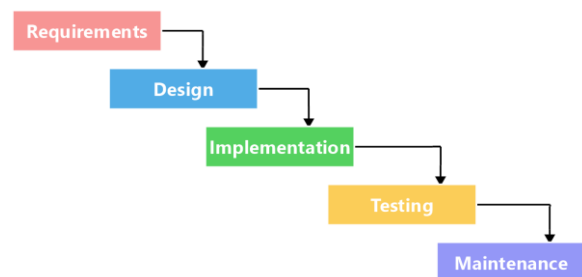 Requirements
Design
Implementation
Testing
Maintenance